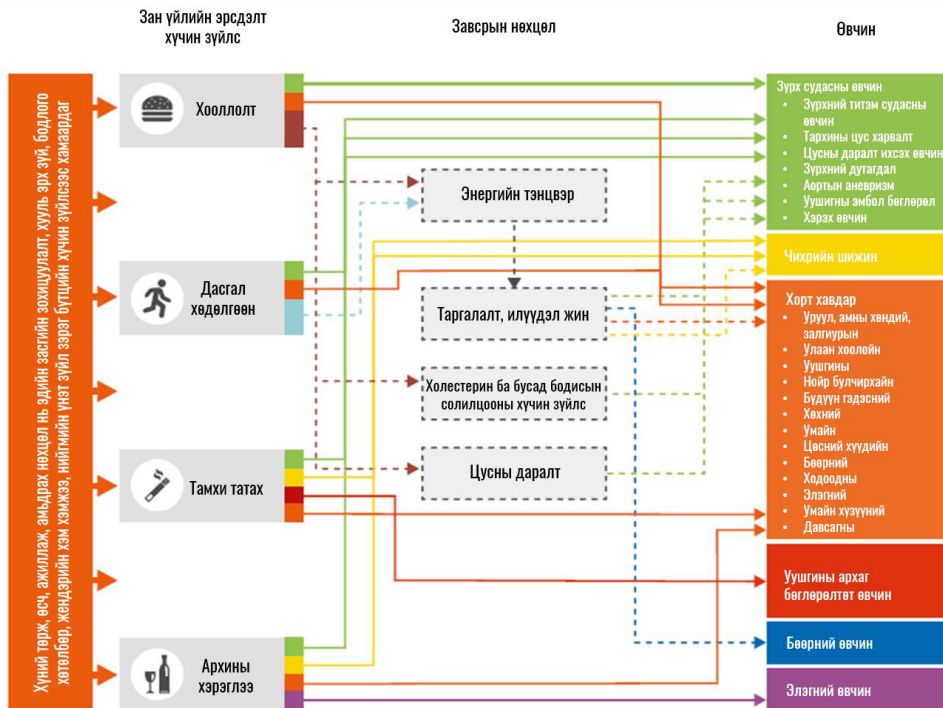 Зан үйлийн эрсдэлт
хүчин зүйлс
Завсрын нөхцөл
Өвчин
Хүний төрж, өсч, ажиллаж, амьдрах нөхцөл нь эдийн засгийн зохицуулалт, хууль эрх зүй, бодлого
хөтөлбөр, жендэрийн хэм хэмжээ, нийгмийн үнэт зүйл зэрэг бүтцийн хүчин зүйлсээс хамаардаг
Хооллолт
Дасгал
хөдөлгөөн
Тамхи татах
Архины
хэрэглээ
Энергийн тэнцвэр
Таргалалт, илүүдэл жин
Холестерин ба бусад бодисын
солилцооны хүчин зүйлс
Цусны даралт
Зүрх судасны өвчин
• Зүрхний титэм судасны
өвчин
• Тархины цус харвалт
• Цусны даралт ихсэх өвчин
• Зүрхний дутагдал
• Аортын аневризм
• Уушигны эмбол бөглөрөл
• Хэрэх өвчин
Чихрийн шижин
Хорт хавдар
• Уруул, амны хөндий,
залгиурын
• Улаан хоолойн
• Уушгины
• Нойр булчирхайн
• Бүдүүн гэдэсний
• Хөхний
• Умайн
• Цөсний хүүдийн
• Бөөрний
• Ходоодны
• Элэгний
• Умайн хүзүүний
• Давсагны
Уушгины архаг
бөглөрөлтөт өвчин
Бөөрний өвчин
Элэгний өвчин